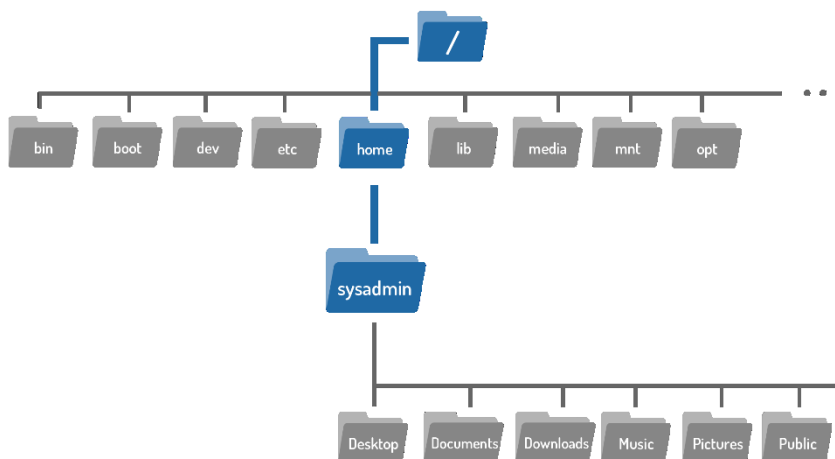 /
bin
boot
dev
etc
home
lib
media
mnt
opt
sysadmin
Desktop
Documents
Downloads
Music
Pictures
Public